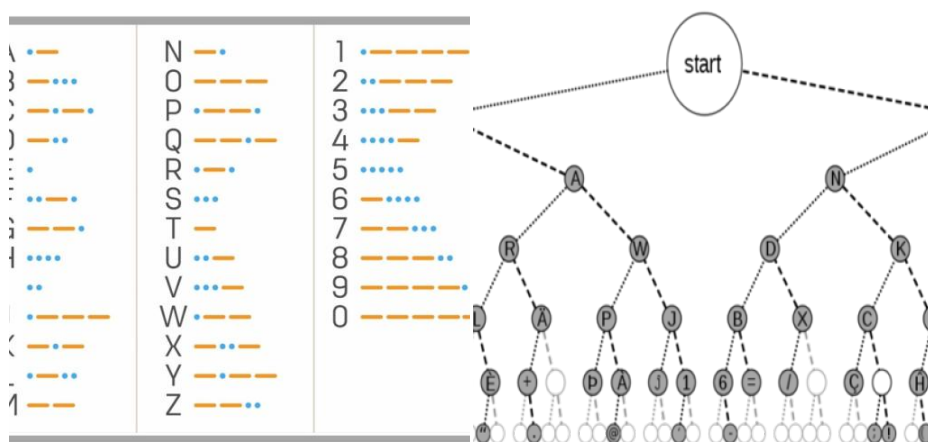 A N 1
B O 2
C P 3
D Q 4
E R 5
F S 6
G T 7
H U 8
V 9
W 0
K X
Y
M Z
start
A N
R W D K
L Ä P J B X C
È + Þ À Ĵ 1 6 = / Ç Ĥ
" . @ ' - ; !